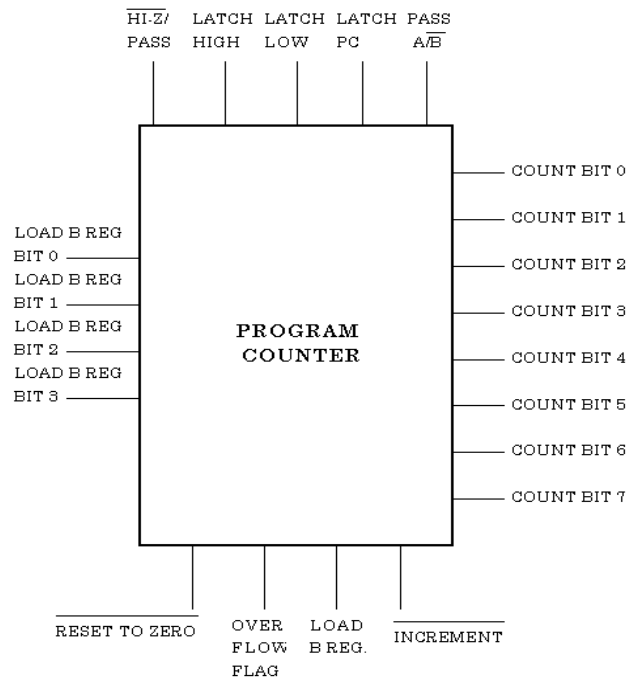 HI-Z/ LATCH LATCH LATCH PASS
PASS HIGH LOW PC A/B
COUNT BIT 0
COUNT BIT 1
LOAD B REG
BIT 0
COUNT BIT 2
LOAD B REG
BIT 1
COUNT BIT 3
LOAD B REG
BIT 2
COUNT BIT 4
LOAD B REG
BIT 3
COUNT BIT 5
COUNT BIT 6
COUNT BIT 7
PROGRAM
COUNTER
RESET TO ZERO
OVER
FLOW
FLAG
LOAD
B REG.
INCREMENT